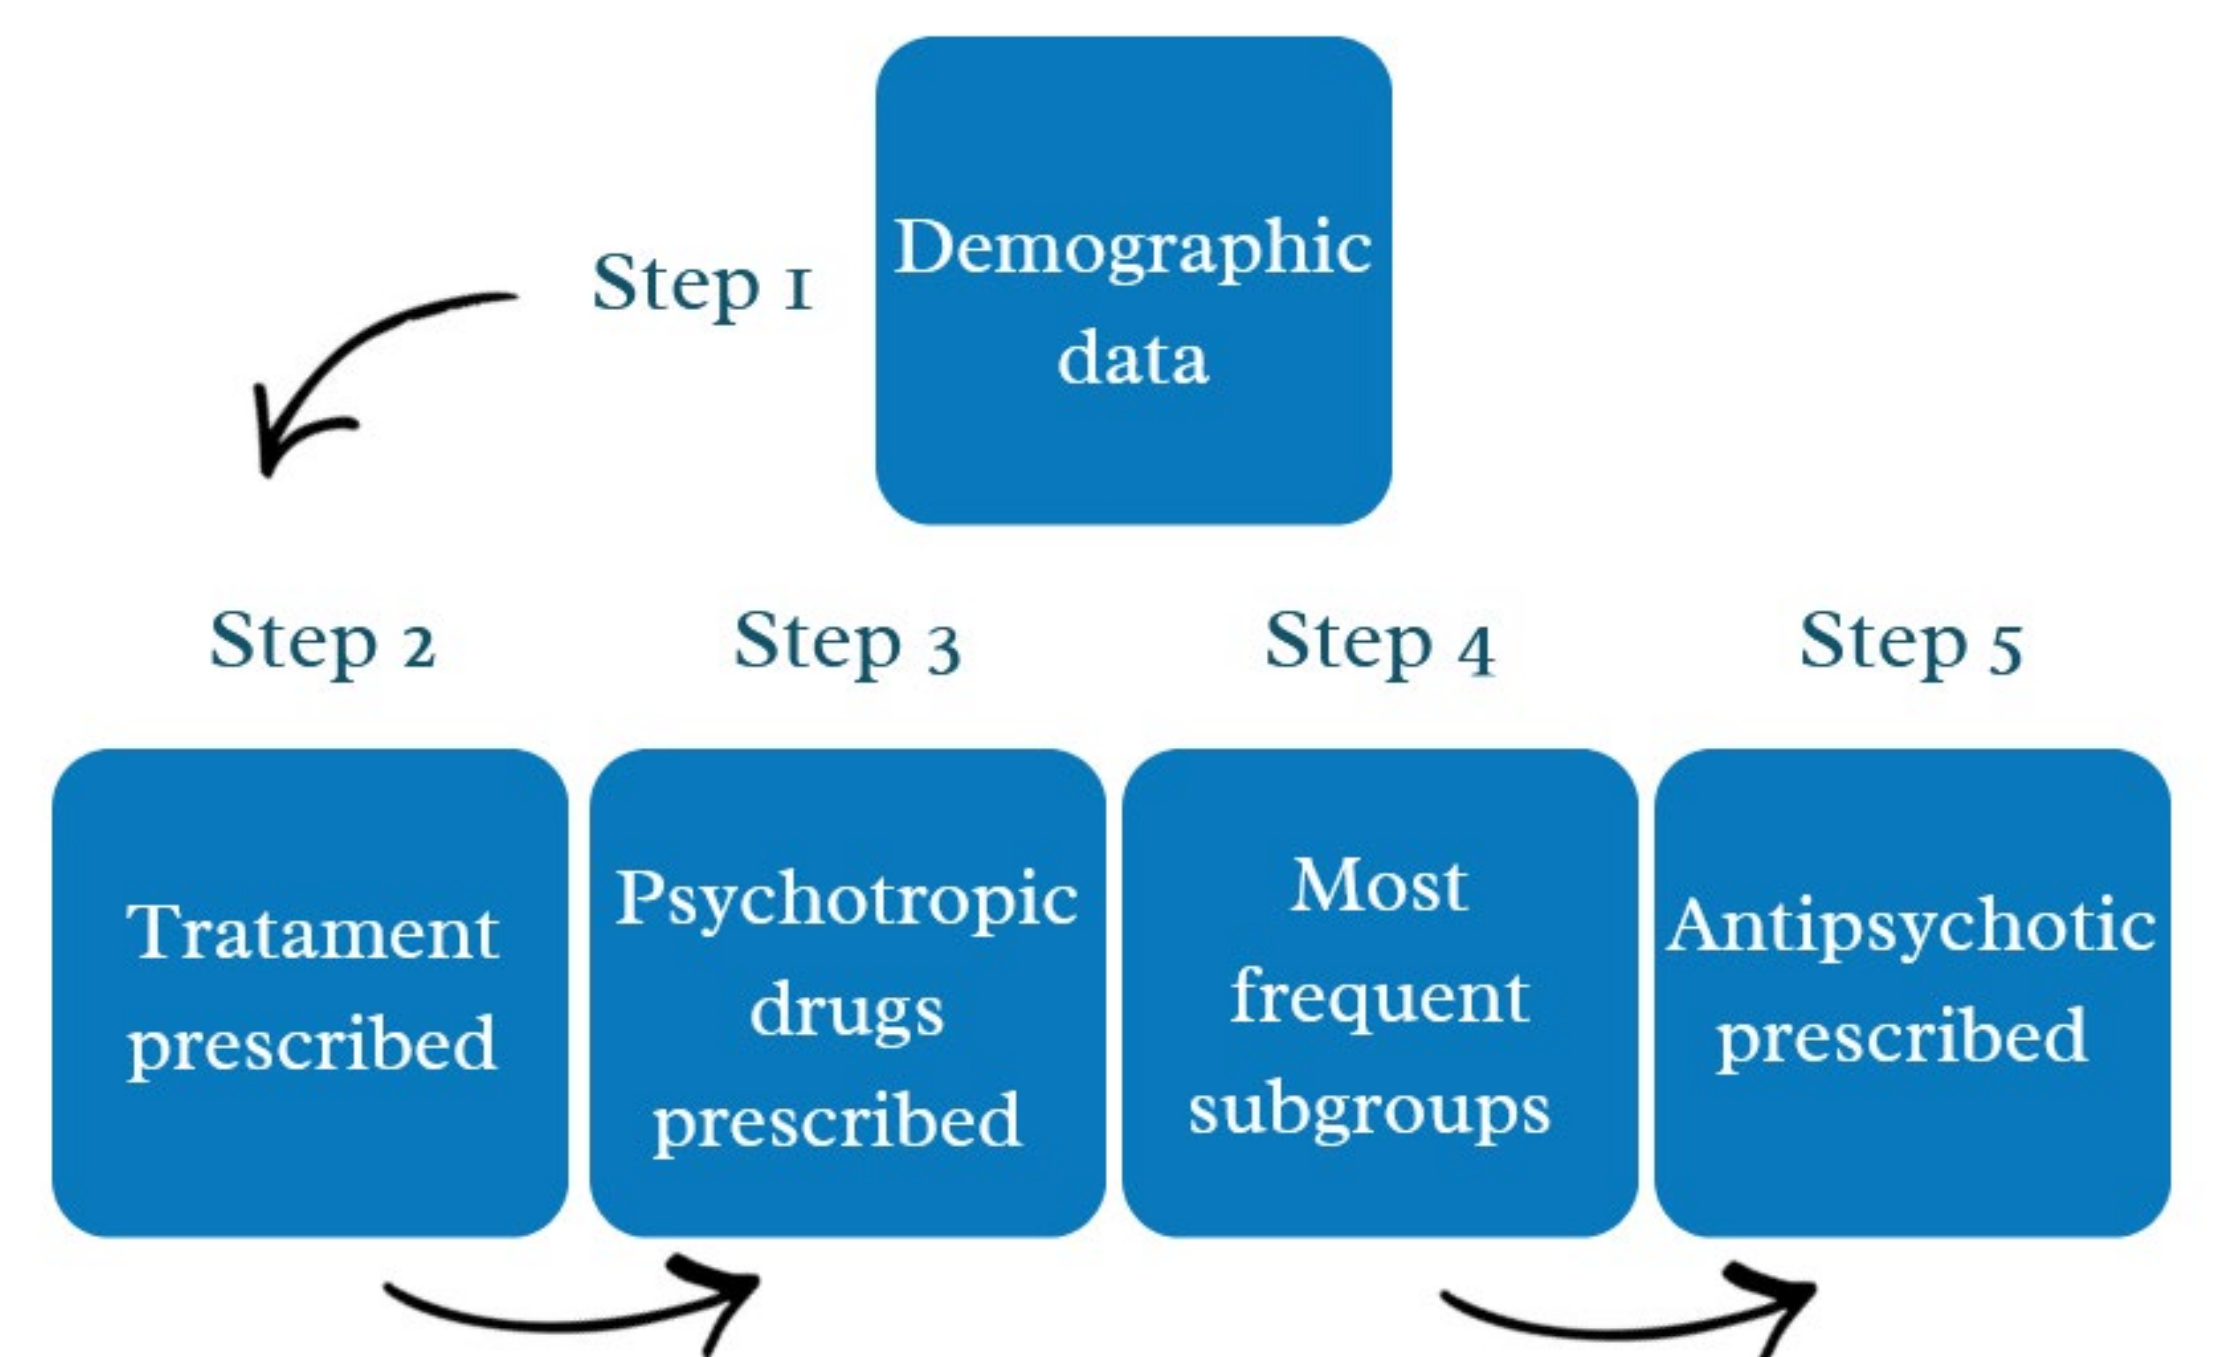 Step 1
Demographic
data
Step 2
Step 3
Step 4
Step 5
Tratament
prescribed
Psychotropic
drugs
prescribed
Most
frequent
subgroups
Antipsychotic
prescribed